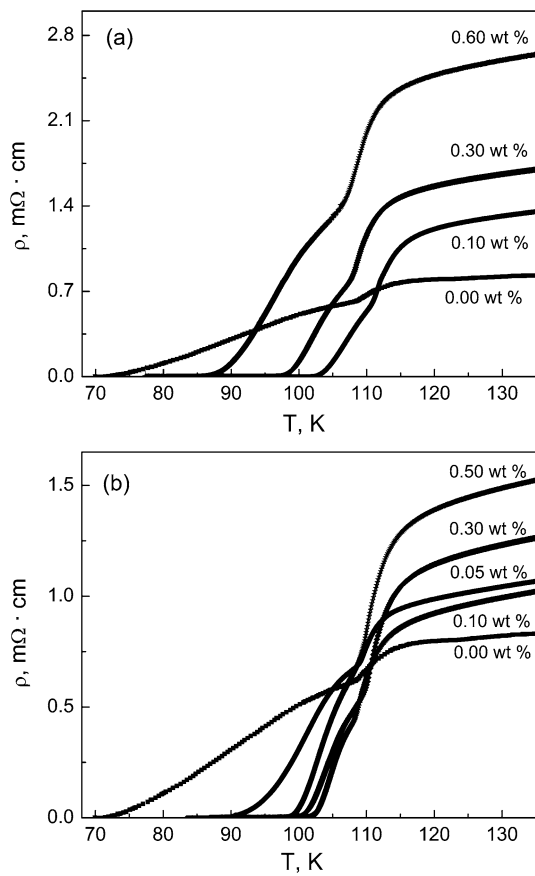 (a)
2.8
2.1
1.4
0.7
0.0
ρ, mΩ · cm
0.60 wt %
0.30 wt %
0.10 wt %
0.00 wt %
70 80 90 100 110 120 130
T, K
(b)
1.5
1.0
0.5
0.0
ρ, mΩ · cm
0.50 wt %
0.30 wt %
0.05 wt %
0.10 wt %
0.00 wt %
70 80 90 100 110 120 130
T, K